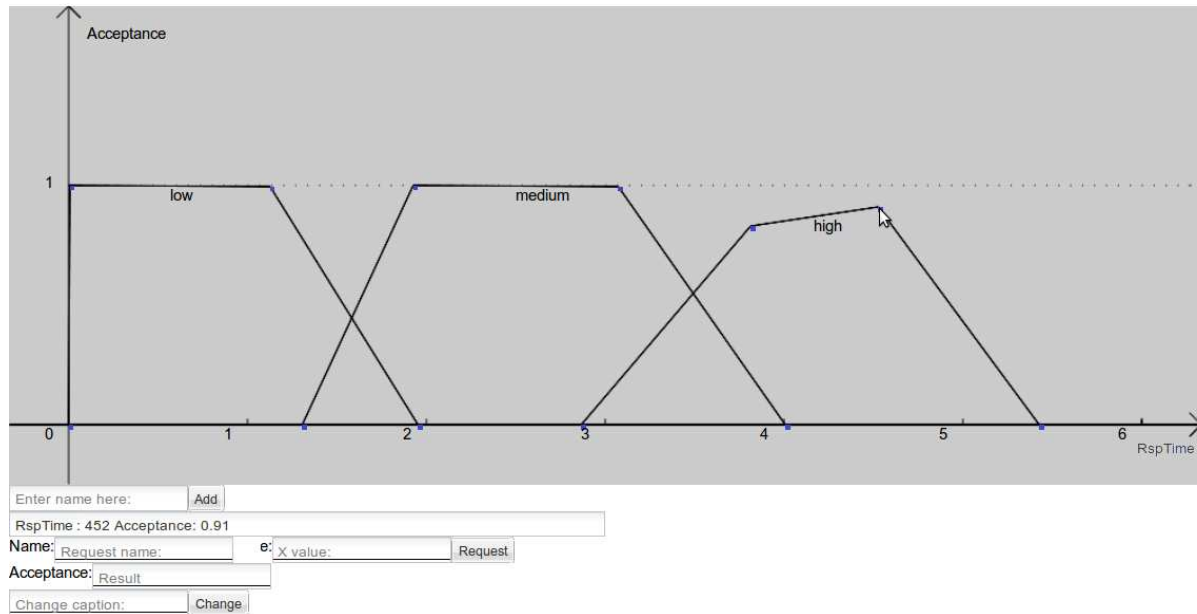 Acceptance
1
low
medium
high
0 1 2 3 4 5 6
RspTime
Enter name here: Add
RspTime : 452 Acceptance: 0.91
Name: Request name: e: X value: Request
Acceptance: Result
Change caption: Change